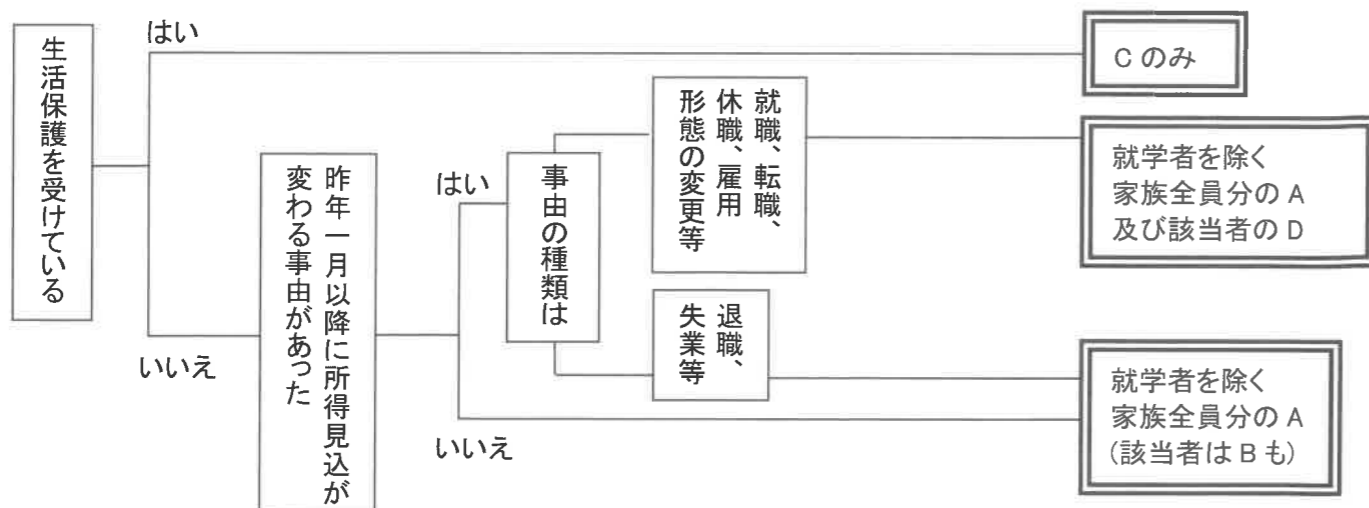 生活保護を受けている
はい
いいえ
昨年一月以降に所得見込が
変わる事由があった
はい
いいえ
事由の種類は
就職、転職、
休職、雇用
形態の変更等
退職、
失業等
C のみ
就学者を除く
家族全員分の A
及び該当者の D
就学者を除く
家族全員分の A
(該当者は B も)